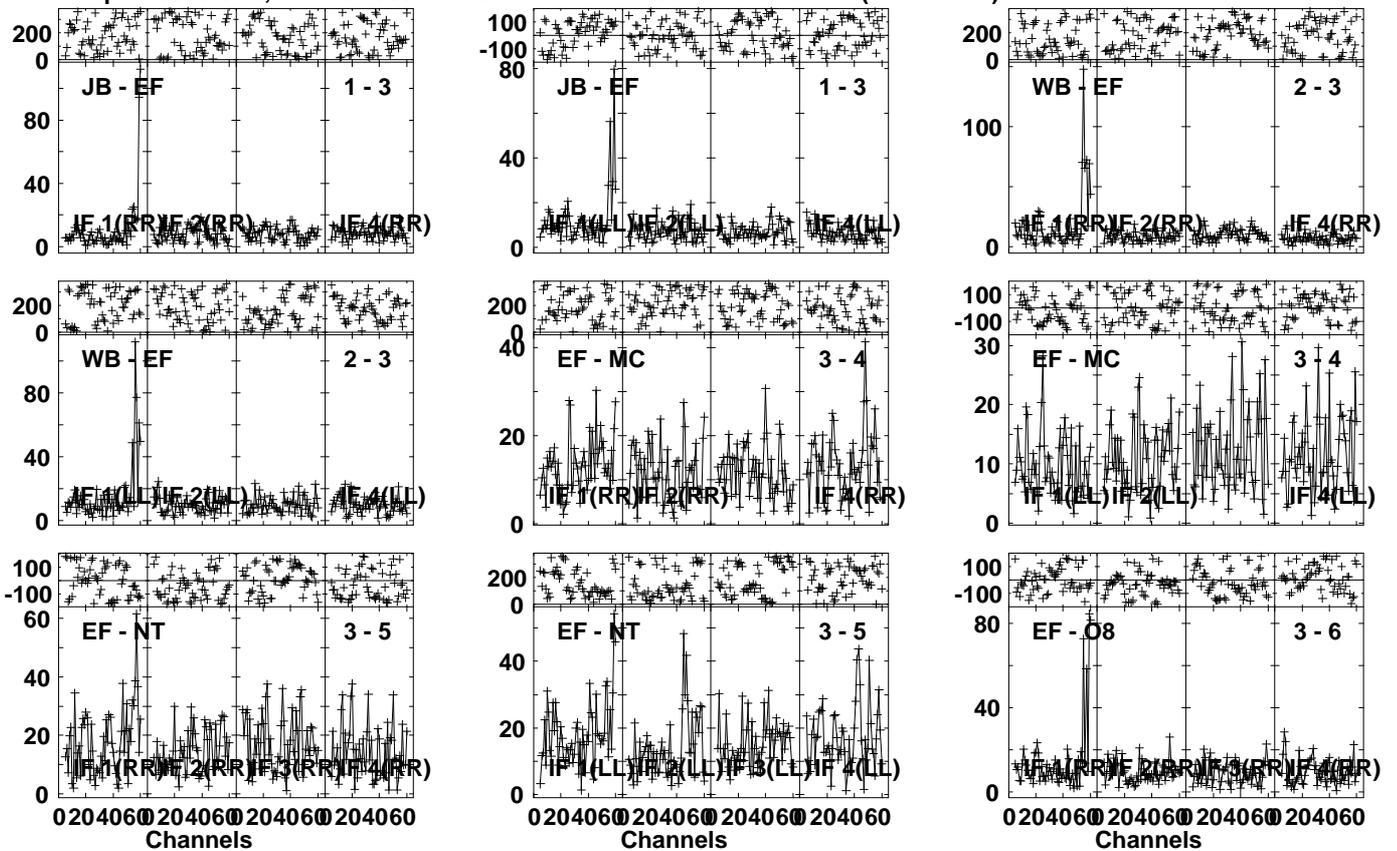 200 100 200
0 -100 0
JB - EF 1 - 3 80 JB - EF 1 - 3 WB - EF 2 - 3
80 100
40 40
IF 1(RR) IF 2(RR) IF 4(RR) IF 1(LL) IF 2(LL) IF 4(LL) IF 1(RR) IF 2(RR) IF 4(RR)
0 0 0
200 200 100
0 0 -100
WB - EF 2 - 3 40 EF - MC 3 - 4 30 EF - MC 3 - 4
80
20 20
40 10
IF 1(LL) IF 2(LL) IF 4(LL) IF 1(RR) IF 2(RR) IF 4(RR) IF 1(LL) IF 2(LL) IF 4(LL)
0 0 0
100 200 100
-100 0 -100
60 EF - NT 3 - 5 EF - NT 3 - 5 80 EF - O8 3 - 6
40 40
20 20 40
IF 1(RR) IF 2(RR) IF 3(RR) IF 4(RR) IF 1(LL) IF 2(LL) IF 3(LL) IF 4(LL) IF 1(RR) IF 2(RR) IF 3(RR) IF 4(RR)
0 0 0
0 20 40 60 0 20 40 60 0 20 40 60 0 20 40 60 0 20 40 60 0 20 40 60 0 20 40 60 0 20 40 60 0 20 40 60 0 20 40 60 0 20 40 60 0 20 40 60
Channels Channels Channels